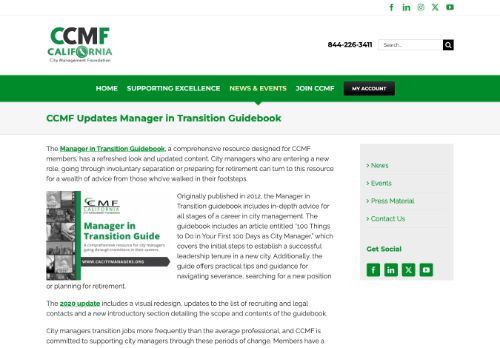 CCMF
CALIFORNIA
City Management Foundation
844-226-3411
Search...
HOME SUPPORTING EXCELLENCE NEWS & EVENTS JOIN CCMF MY ACCOUNT
CCMF Updates Manager in Transition Guidebook
The Manager in Transition Guidebook, a comprehensive resource designed for CCMF
members, has a refreshed look and updated content. City managers who are entering a new
role, going through involuntary separation or preparing for retirement can turn to this resource
for a wealth of advice from those who've walked in their footsteps.
CCMF
CALIFORNIA
Manager in
Transition Guide
A comprehensive resource for city managers
going through transitions in their careers
WWW.CACITYMANAGERS.ORG
Originally published in 2012, the Manager in
Transition guidebook includes in-depth advice for
all stages of a career in city management. The
guidebook includes an article entitled "100 Things
to Do in Your First 100 Days as City Manager," which
covers the initial steps to establish a successful
leadership tenure in a new city. Additionally, the
guide offers practical tips and guidance for
navigating severance, searching for a new position
or planning for retirement.
The 2020 update includes a visual redesign, updates to the list of recruiting and legal
contacts and a new introductory section detailing the scope and contents of the guidebook.
City managers transition jobs more frequently than the average professional, and CCMF is
committed to supporting city managers through these periods of change. Members have a
> News
> Events
> Press Material
> Contact Us
Get Social